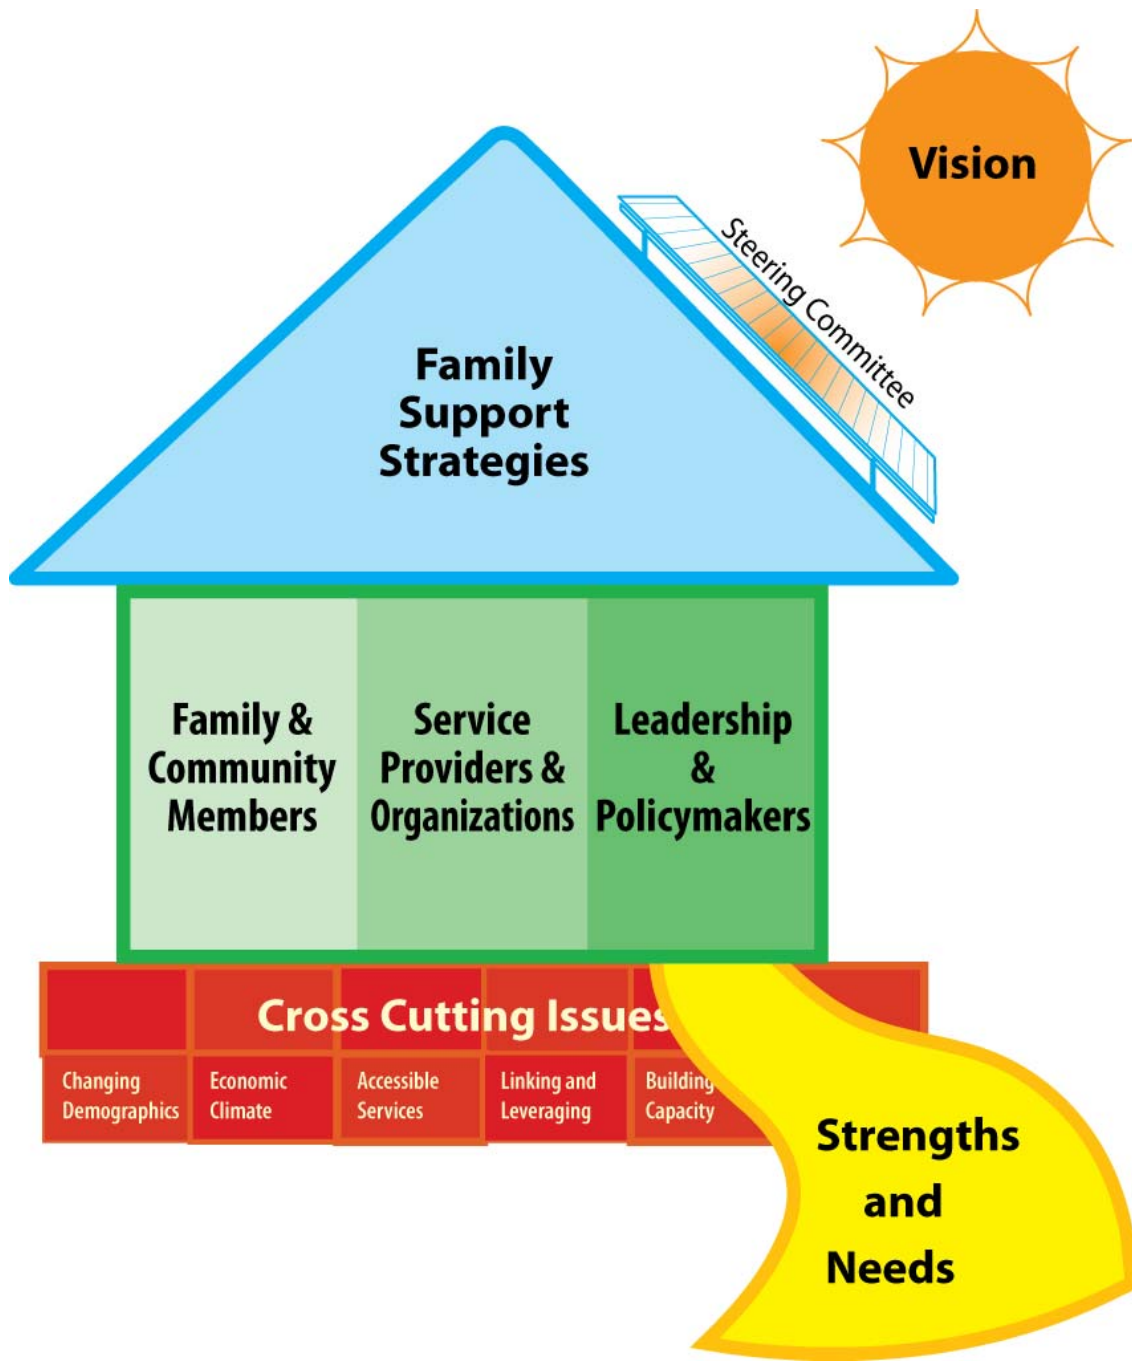 Vision
Steering Committee
Family
Support
Strategies
Family &
Community
Members
Service
Providers &
Organizations
Leadership
&
Policymakers
Cross Cutting Issues
Changing
Demographics
Economic
Climate
Accessible
Services
Linking and
Leveraging
Building
Capacity
Strengths
and
Needs